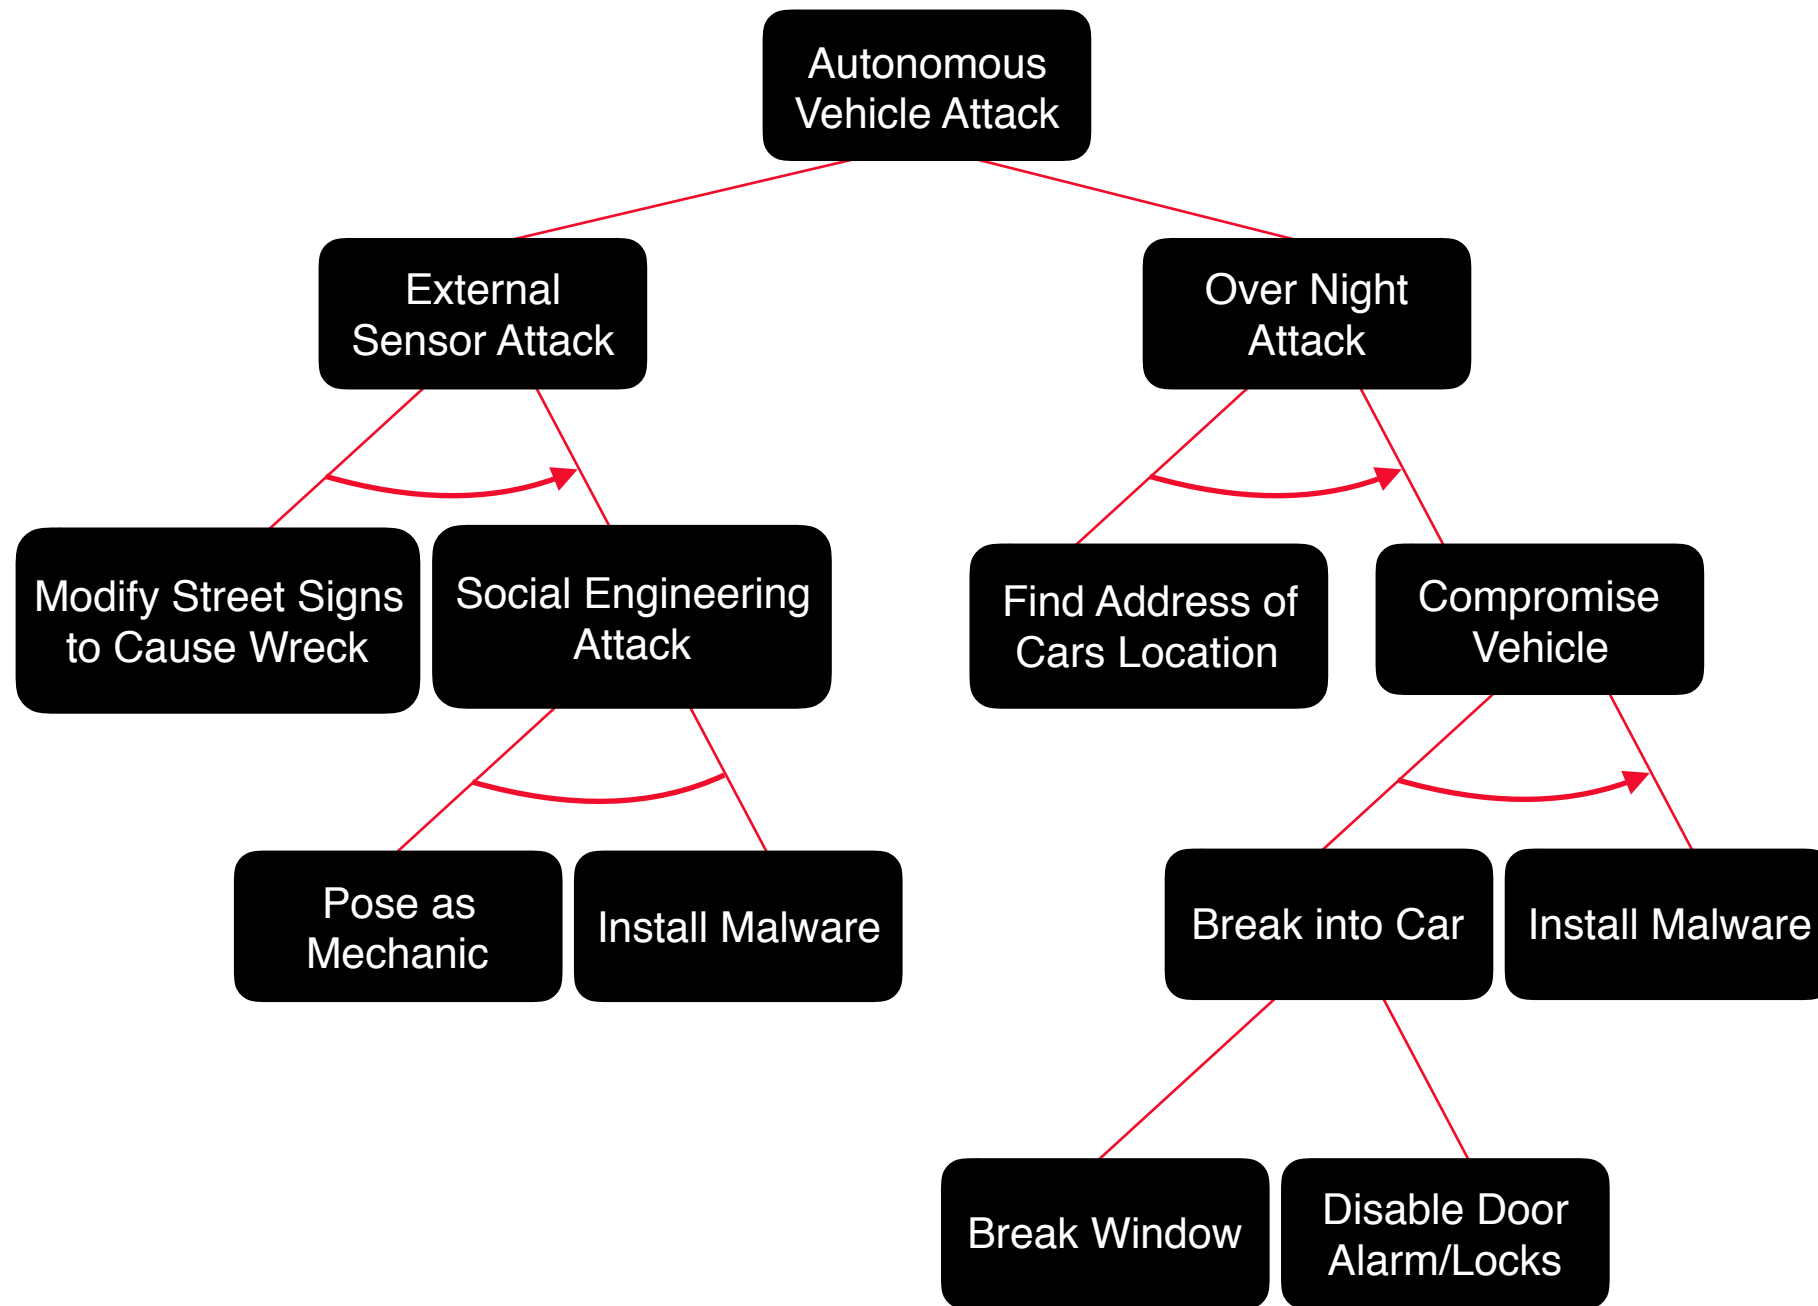 Autonomous
Vehicle Attack
External
Sensor Attack
Over Night
Attack
Modify Street Signs
to Cause Wreck
Social Engineering
Attack
Find Address of
Cars Location
Compromise
Vehicle
Pose as
Mechanic
Install Malware
Break into Car
Install Malware
Break Window
Disable Door
Alarm/Locks